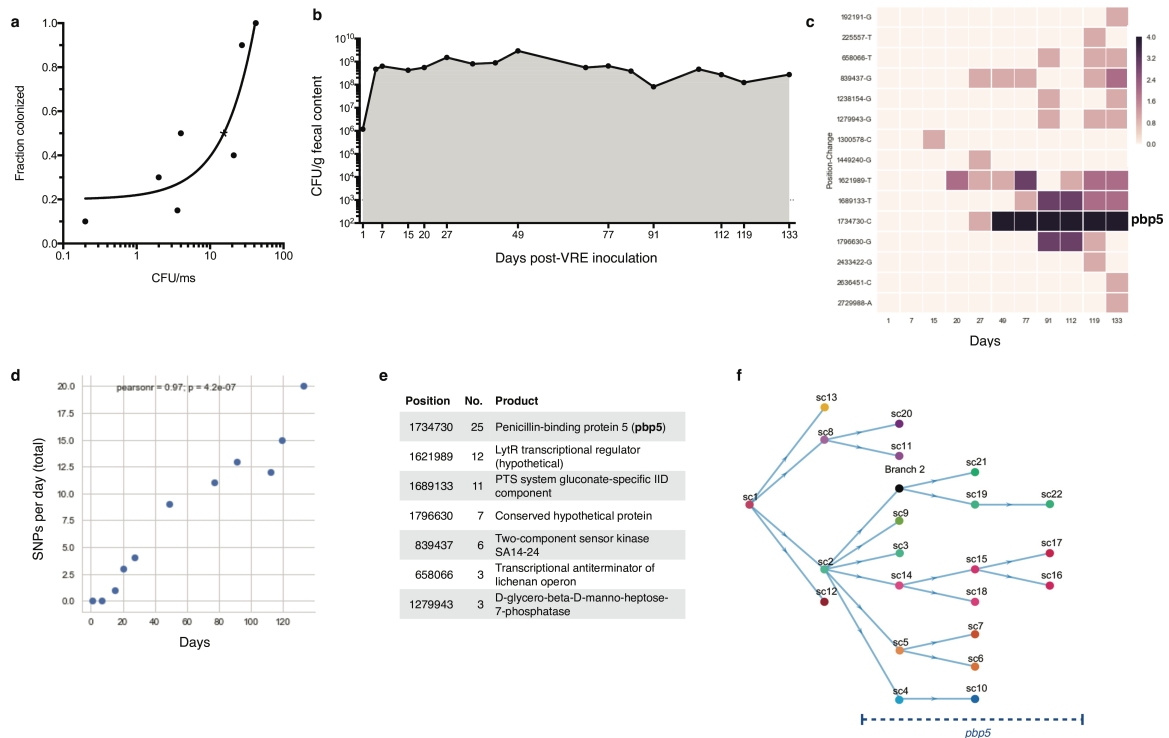 a
1.0
0.8
0.6
0.4
0.2
0.0
Fraction colonized
0.1
1
10
100
CFU/ms
b
10^10
10^9
10^8
10^7
10^6
10^5
10^4
10^3
10^2
CFU/g fecal content
1 7 15 20 27 49 77 91 112 119 133
Days post-VRE inoculation
c
Position-Change
192191-G
225557-T
658066-T
839437-G
1238154-G
1279943-G
1300578-C
1449240-G
1621989-T
1689133-T
1734730-C
pbp5
1796630-G
2433422-G
2636451-C
2729988-A
1 7 15 20 27 49 77 91 112 119 133
Days
4.0
3.2
2.4
1.6
0.8
0.0
d
pearsonr = 0.97; p = 4.2e-07
20.0
17.5
15.0
12.5
10.0
7.5
5.0
2.5
0.0
SNPs per day (total)
0 20 40 60 80 100 120
Days
e
Position No. Product
1734730 25 Penicillin-binding protein 5 (pbp5)
1621989 12 LytR transcriptional regulator
(hypothetical)
1689133 11 PTS system gluconate-specific IID
component
1796630 7 Conserved hypothetical protein
839437 6 Two-component sensor kinase
SA14-24
658066 3 Transcriptional antiterminator of
lichenan operon
1279943 3 D-glycero-beta-D-manno-heptose-
7-phosphatase
f
sc13
sc20
sc8
sc11
Branch 2
sc21
sc1
sc19
sc22
sc9
sc3
sc17
sc2
sc15
sc14
sc16
sc12
sc18
sc7
sc5
sc6
sc4
sc10
pbp5